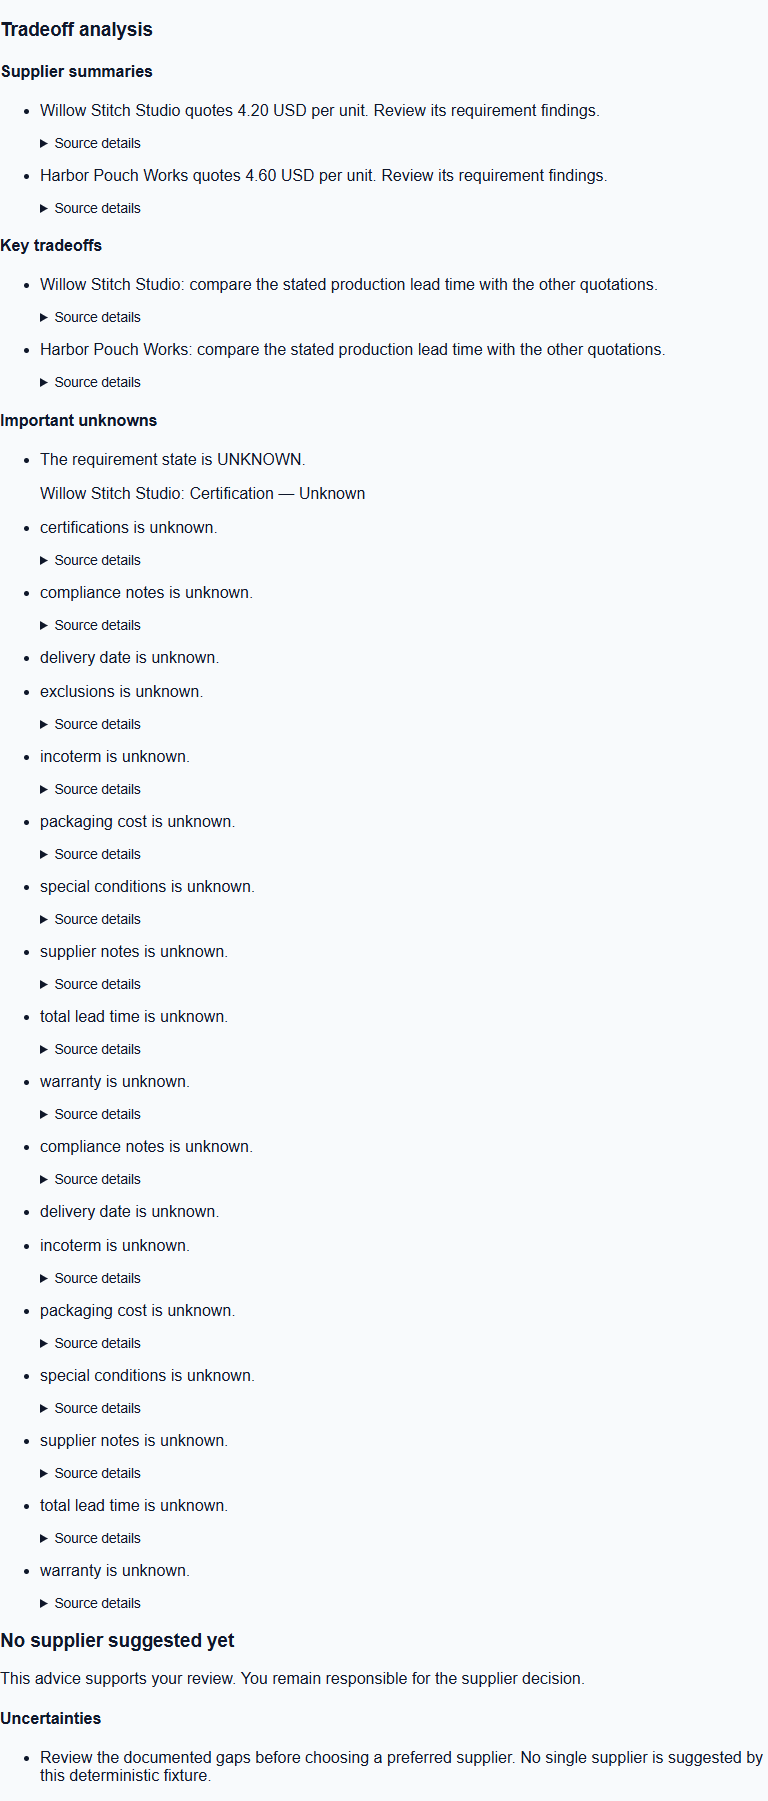 Tradeoff analysis
Supplier summaries
• Willow Stitch Studio quotes 4.20 USD per unit. Review its requirement findings.
▶ Source details
• Harbor Pouch Works quotes 4.60 USD per unit. Review its requirement findings.
▶ Source details
Key tradeoffs
• Willow Stitch Studio: compare the stated production lead time with the other quotations.
▶ Source details
• Harbor Pouch Works: compare the stated production lead time with the other quotations.
▶ Source details
Important unknowns
• The requirement state is UNKNOWN.
Willow Stitch Studio: Certification — Unknown
• certifications is unknown.
▶ Source details
• compliance notes is unknown.
▶ Source details
• delivery date is unknown.
• exclusions is unknown.
▶ Source details
• incoterm is unknown.
▶ Source details
• packaging cost is unknown.
▶ Source details
• special conditions is unknown.
▶ Source details
• supplier notes is unknown.
▶ Source details
• total lead time is unknown.
▶ Source details
• warranty is unknown.
▶ Source details
• compliance notes is unknown.
▶ Source details
• delivery date is unknown.
• incoterm is unknown.
▶ Source details
• packaging cost is unknown.
▶ Source details
• special conditions is unknown.
▶ Source details
• supplier notes is unknown.
▶ Source details
• total lead time is unknown.
▶ Source details
• warranty is unknown.
▶ Source details
No supplier suggested yet
This advice supports your review. You remain responsible for the supplier decision.
Uncertainties
• Review the documented gaps before choosing a preferred supplier. No single supplier is suggested by
this deterministic fixture.